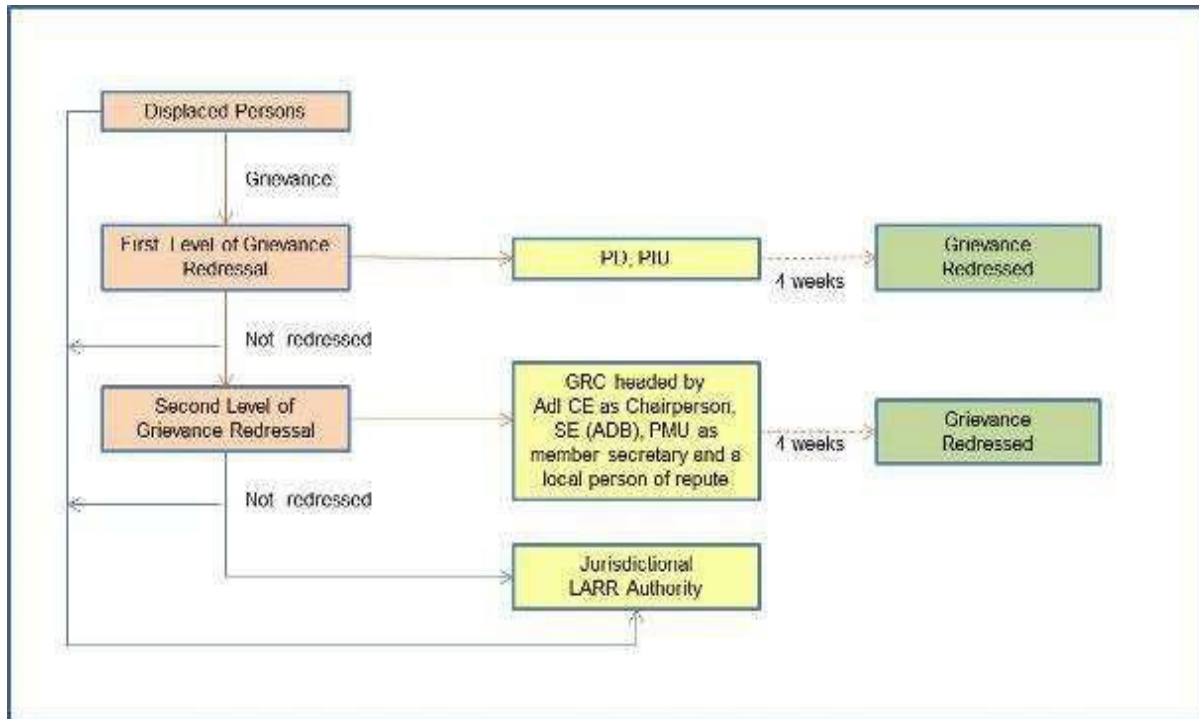 Displaced Persons
Grievance
First Level of Grievance
Redressal
PD, PIU
4 weeks
Grievance
Redressed
Not redressed
Second Level of
Grievance Redressal
GRC headed by
Adl CE as Chairperson,
SE (ADB), PMU as
member secretary and a
local person of repute
4 weeks
Grievance
Redressed
Not redressed
Jurisdictional
LARR Authority